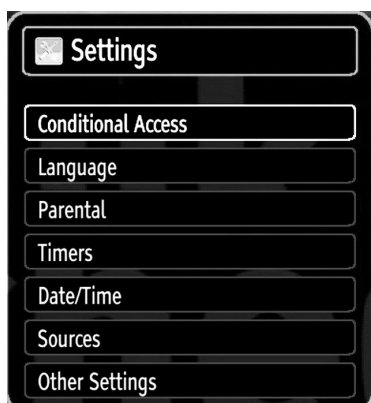 Settings
Conditional Access
Language
Parental
Timers
Date/Time
Sources
Other Settings